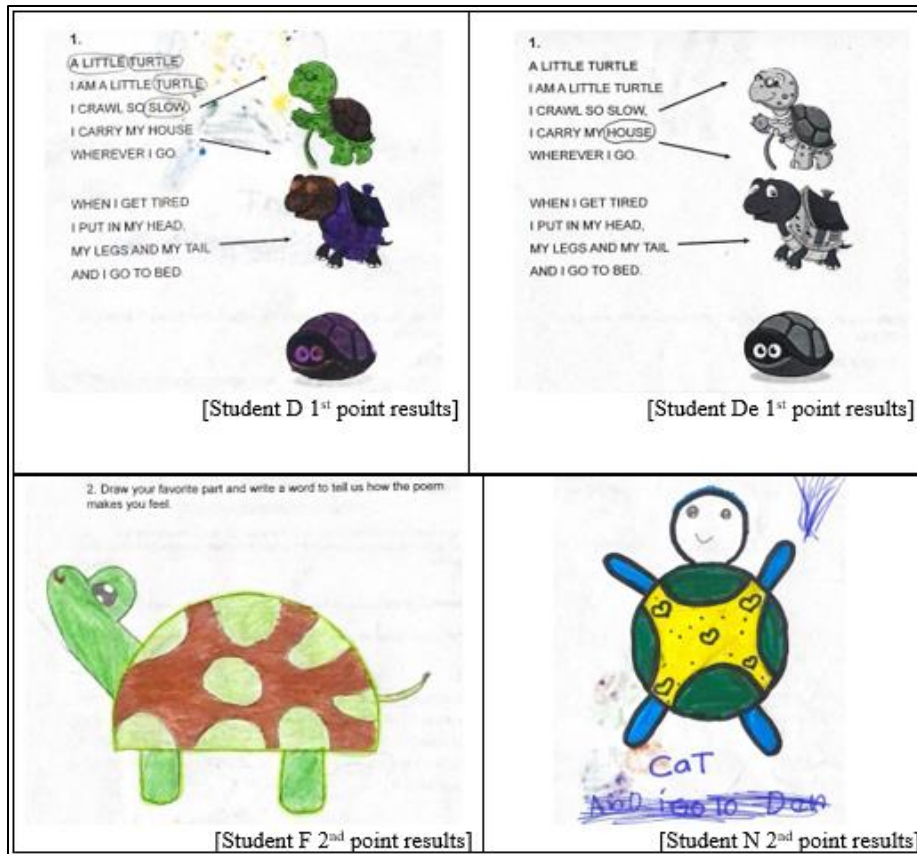 1.
A LITTLE TURTLE
I AM A LITTLE TURTLE
I CRAWL SO SLOW
I CARRY MY HOUSE
WHEREVER I GO.
WHEN I GET TIRED
I PUT IN MY HEAD,
MY LEGS AND MY TAIL
AND I GO TO BED
[Student D 1st point results]
1.
A LITTLE TURTLE
I AM A LITTLE TURTLE
I CRAWL SO SLOW,
I CARRY MY HOUSE
WHEREVER I GO.
WHEN I GET TIRED
I PUT IN MY HEAD,
MY LEGS AND MY TAIL
AND I GO TO BED.
[Student De 1st point results]
2. Draw your favorite part and write a word to tell us how the poem
makes you feel.
[Student F 2nd point results]
CaT
AND iGO TO
[Student N 2nd point results]